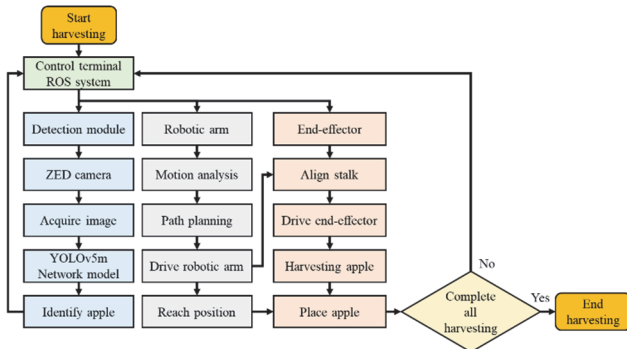 Start
harvesting
Control terminal
ROS system
Detection module
Robotic arm
End-effector
ZED camera
Motion analysis
Align stalk
Acquire image
Path planning
Drive end-effector
YOLOv5m
Network model
Drive robotic arm
Harvesting apple
Identify apple
Reach position
Place apple
Complete
all
harvesting
No
Yes
End
harvesting